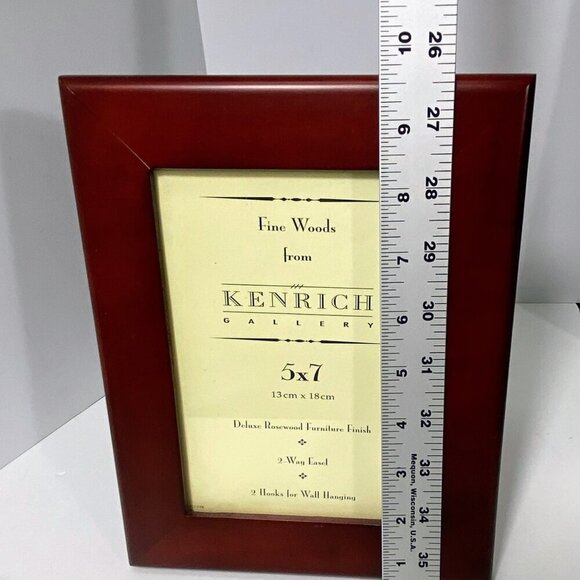 Fine Woods
from
KENRICH
GALLERY
5x7
13cm x 18cm
Deluxe Rosewood Furniture Finish
2-Way Easel
2 Hooks for Wall Hanging
10 9 8 7 6 5 4 3 2 1
26 27 28 29 30 31 32 33 34 35
Mequon, Wisconsin, U.S.A.